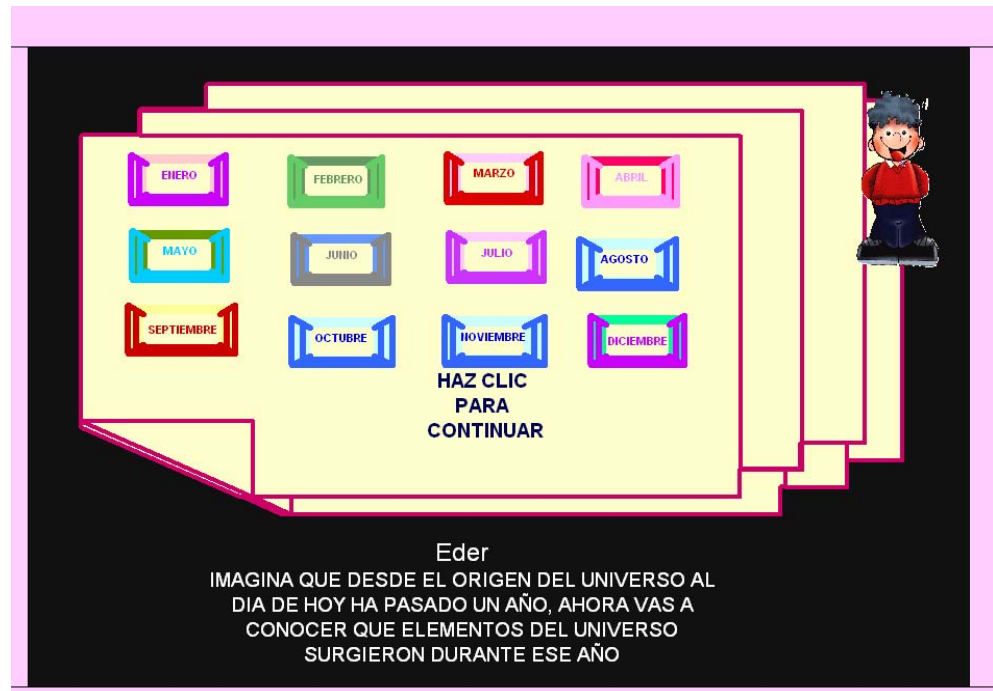 ENERO
FEBRERO
MARZO
ABRIL
MAYO
JUNIO
JULIO
AGOSTO
SEPTIEMBRE
OCTUBRE
NOVIEMBRE
DICIEMBRE
HAZ CLIC
PARA
CONTINUAR
Eder
IMAGINA QUE DESDE EL ORIGEN DEL UNIVERSO AL
DIA DE HOY HA PASADO UN AÑO, AHORA VAS A
CONOCER QUE ELEMENTOS DEL UNIVERSO
SURGIERON DURANTE ESE AÑO